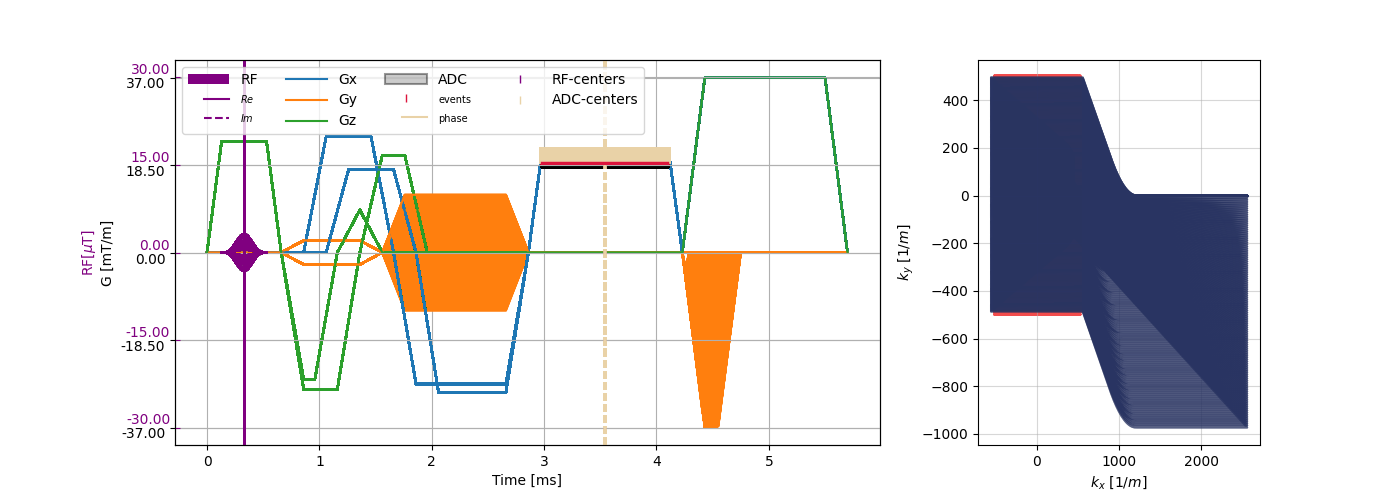 30.00
37.00
15.00
18.50
0.00
0.00
-15.00
-18.50
-30.00
-37.00
RF[μT]
G [mT/m]
RF
Re
Im
Gx
Gy
Gz
ADC
events
phase
RF-centers
ADC-centers
0 1 2 3 4 5
Time [ms]
400
200
0
−200
−400
−600
−800
−1000
k_y [1/m]
0 1000 2000
k_x [1/m]